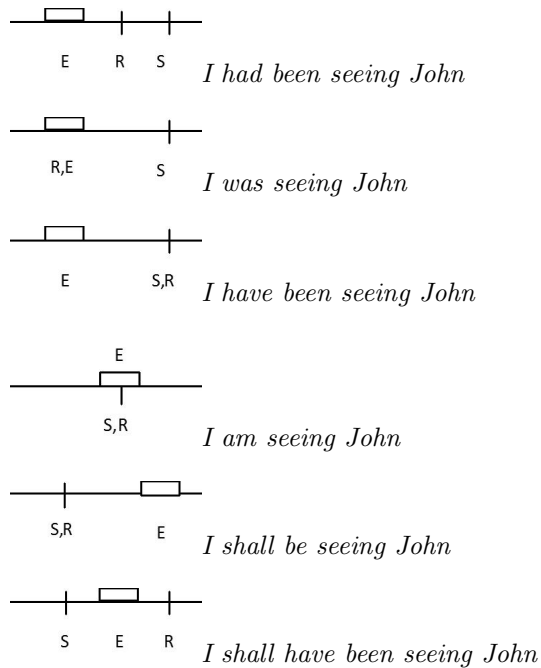 E R S I had been seeing John
R,E S I was seeing John
E S,R I have been seeing John
E
S,R I am seeing John
S,R E I shall be seeing John
S E R I shall have been seeing John